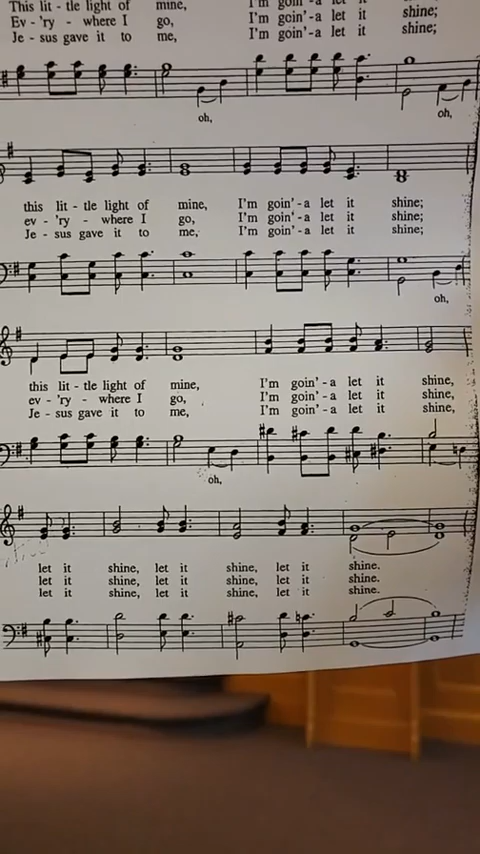 This lit - tle light of mine, I'm goin' - a let it shine;
Ev - 'ry - where I go, I'm goin' - a let it shine;
Je - sus gave it to me, I'm goin' - a let it shine;
oh, oh,
this lit - tle light of mine, I'm goin' - a let it shine;
ev - 'ry - where I go, I'm goin' - a let it shine;
Je - sus gave it to me, I'm goin' - a let it shine;
oh,
this lit - tle light of mine, I'm goin' - a let it shine,
ev - 'ry - where I go, I'm goin' - a let it shine,
Je - sus gave it to me, I'm goin' - a let it shine,
oh,
let it shine, let it shine, let it shine.
let it shine, let it shine, let it shine.
let it shine, let it shine, let it shine.